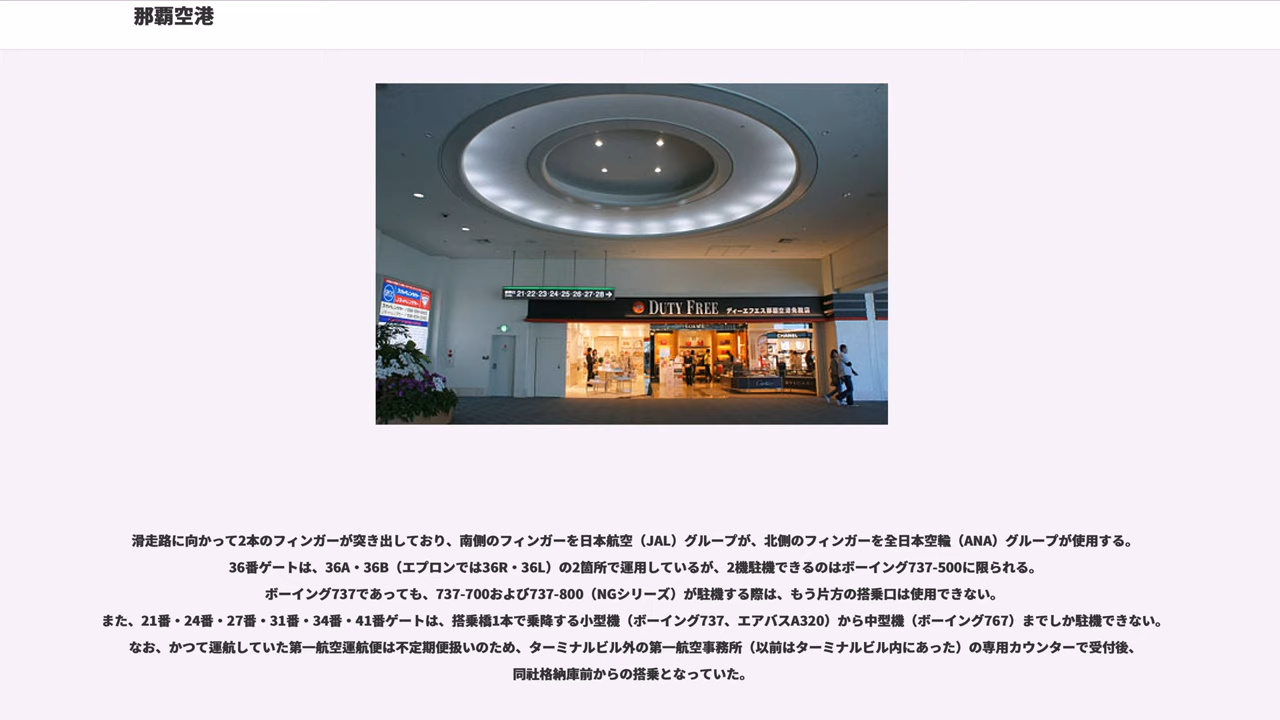 那覇空港
21·22·23·24·25·26·27·28→
DUTY FREE ディーエフエス那覇空港免税店
CHANEL
Cartier
滑走路に向かって2本のフィンガーが突き出しており、南側のフィンガーを日本航空（JAL）グループが、北側のフィンガーを全日本空輸（ANA）グループが使用する。
36番ゲートは、36A・36B（エプロンでは36R・36L）の2箇所で運用しているが、2機駐機できるのはボーイング737-500に限られる。
ボーイング737であっても、737-700および737-800（NGシリーズ）が駐機する際は、もう片方の搭乗口は使用できない。
また、21番・24番・27番・31番・34番・41番ゲートは、搭乗橋1本で乗降する小型機（ボーイング737、エアバスA320）から中型機（ボーイング767）までしか駐機できない。
なお、かつて運航していた第一航空運航便は不定期便扱いのため、ターミナルビル外の第一航空事務所（以前はターミナルビル内にあった）の専用カウンターで受付後、
同社格納庫前からの搭乗となっていた。